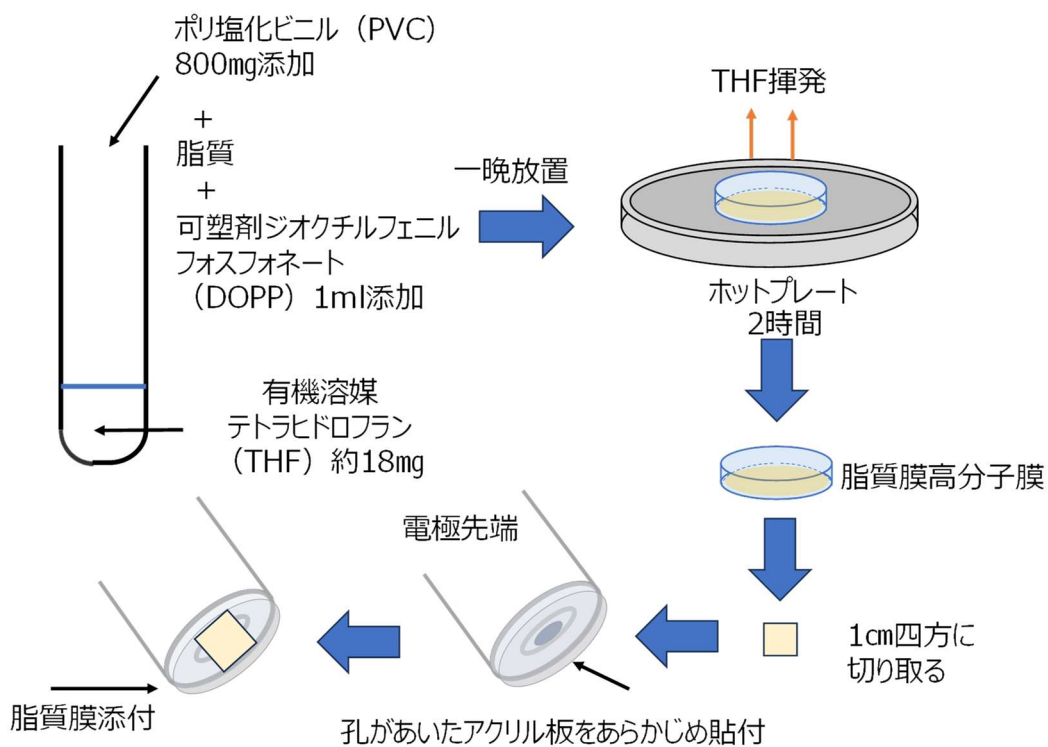 ポリ塩化ビニル（PVC）
800㎎添加
+
脂質
+
可塑剤ジオクチルフェニル
フォスフォネート
（DOPP）1ml添加
有機溶媒
テトラヒドロフラン
（THF）約18㎎
一晩放置
THF揮発
ホットプレート
2時間
脂質膜高分子膜
1㎝四方に
切り取る
電極先端
孔があいたアクリル板をあらかじめ貼付
脂質膜添付